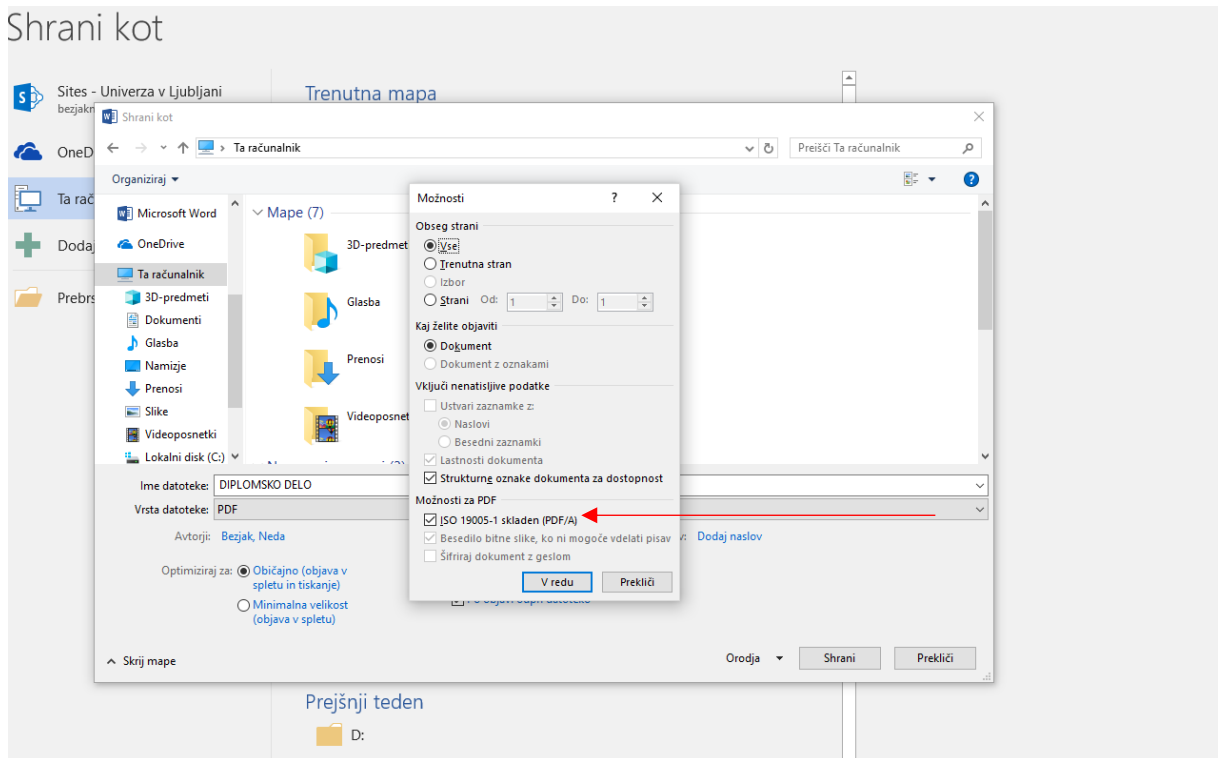 Shrani kot
Sites - Univerza v Ljubljani
bezjakn
OneD
Ta rač
Dodaj
Prebrs
Trenutna mapa
Shrani kot
Ta računalnik
Preišči Ta računalnik
Organiziraj
Microsoft Word
OneDrive
Ta računalnik
3D-predmeti
Dokumenti
Glasba
Namizje
Prenosi
Slike
Videoposnetki
Lokalni disk (C:)
Mape (7)
3D-predmet
Glasba
Prenosi
Videoposnet
Možnosti
Obseg strani
Vse
Trenutna stran
Izbor
Strani Od: 1 Do: 1
Kaj želite objaviti
Dokument
Dokument z oznakami
Vključi nenatisljive podatke
Ustvari zaznamke z:
Naslovi
Besedni zaznamki
Lastnosti dokumenta
Strukturne oznake dokumenta za dostopnost
Možnosti za PDF
ISO 19005-1 skladen (PDF/A)
Besedilo bitne slike, ko ni mogoče vdelati pisav
Šifriraj dokument z geslom
V redu Prekliči
Ime datoteke: DIPLOMSKO DELO
Vrsta datoteke: PDF
Avtorji: Bezjak, Neda
Dodaj naslov
Optimiziraj za: Običajno (objava v
spletu in tiskanje)
Minimalna velikost
(objava v spletu)
Skrij mape
Orodja Shrani Prekliči
Prejšnji teden
D: